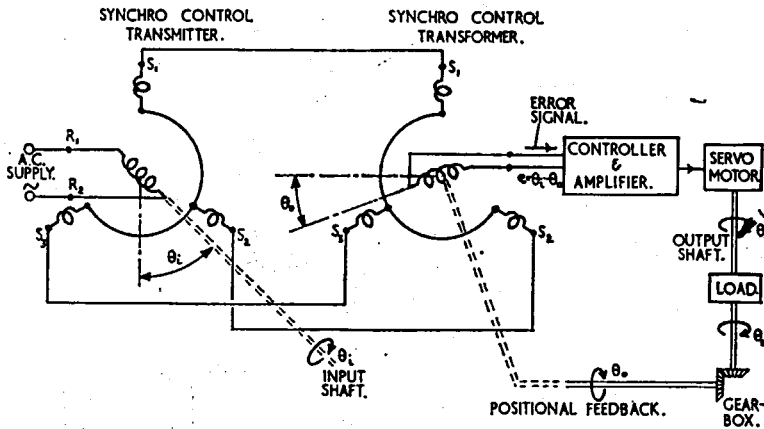 SYNCHRO CONTROL
TRANSMITTER.
SYNCHRO CONTROL
TRANSFORMER.
S₁
S₁
R₁
A.C.
SUPPLY.
~
R₂
S₃
S₂
θᵢ
θᵢ
INPUT
SHAFT.
θₒ
S₃
S₂
ERROR
SIGNAL.
e=θᵢ-θₒ
CONTROLLER
&
AMPLIFIER.
SERVO
MOTOR.
OUTPUT
SHAFT.
LOAD.
θₒ
θₒ
POSITIONAL FEEDBACK.
GEAR-
BOX.